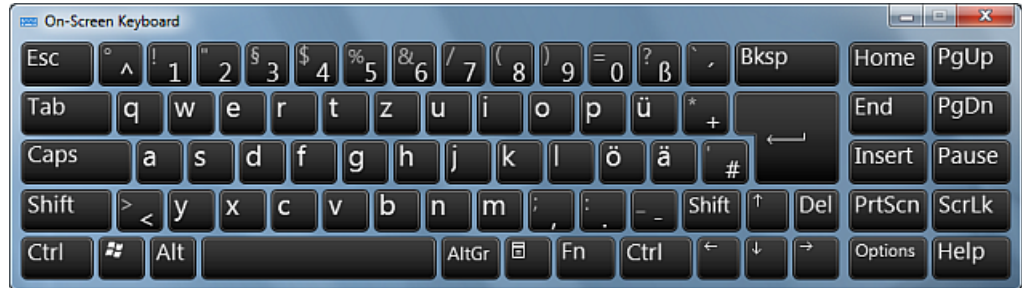 On-Screen Keyboard
Esc ° ^ ! 1 " 2 § 3 $ 4 % 5 & 6 / 7 ( 8 ) 9 = 0 ? ß ` ´ Bksp Home PgUp
Tab q w e r t z u i o p ü * + End PgDn
Caps a s d f g h j k l ö ä ' # Insert Pause
Shift > < y x c v b n m ; , : . _ - Shift ↑ Del PrtScn ScrLk
Ctrl Alt AltGr Fn Ctrl ← ↓ → Options Help